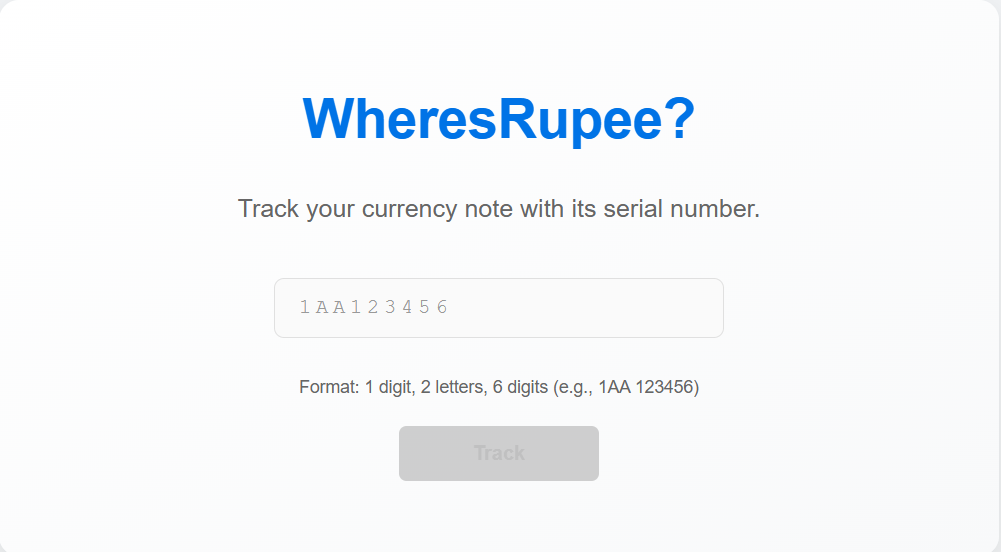 WheresRupee?
Track your currency note with its serial number.
1AA123456
Format: 1 digit, 2 letters, 6 digits (e.g., 1AA 123456)
Track